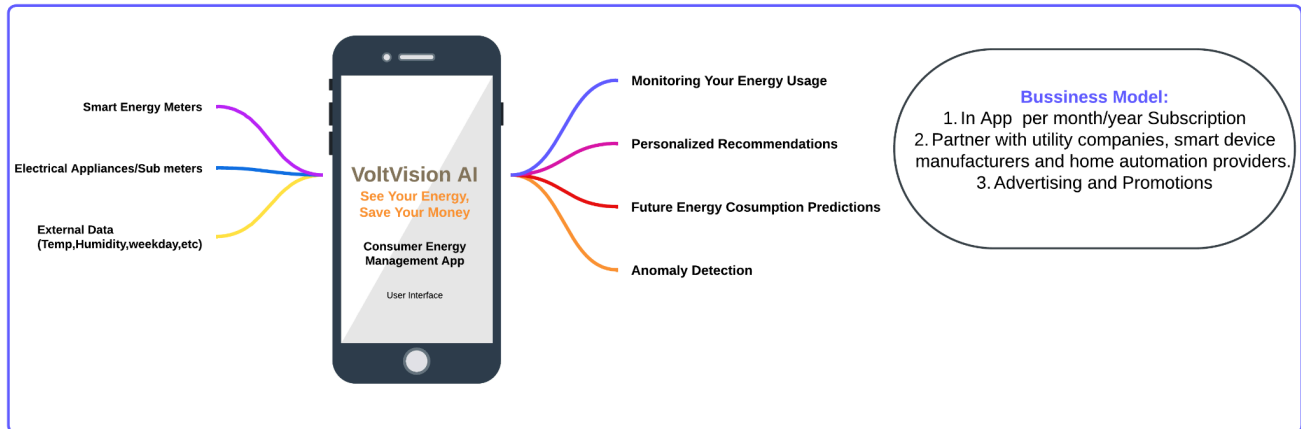 Smart Energy Meters
Electrical Appliances/Sub meters
External Data
(Temp,Humidity,weekday,etc)
VoltVision AI
See Your Energy,
Save Your Money
Consumer Energy
Management App
User Interface
Monitoring Your Energy Usage
Personalized Recommendations
Future Energy Cosumption Predictions
Anomaly Detection
Bussiness Model:
1. In App per month/year Subscription
2. Partner with utility companies, smart device
manufacturers and home automation providers.
3. Advertising and Promotions